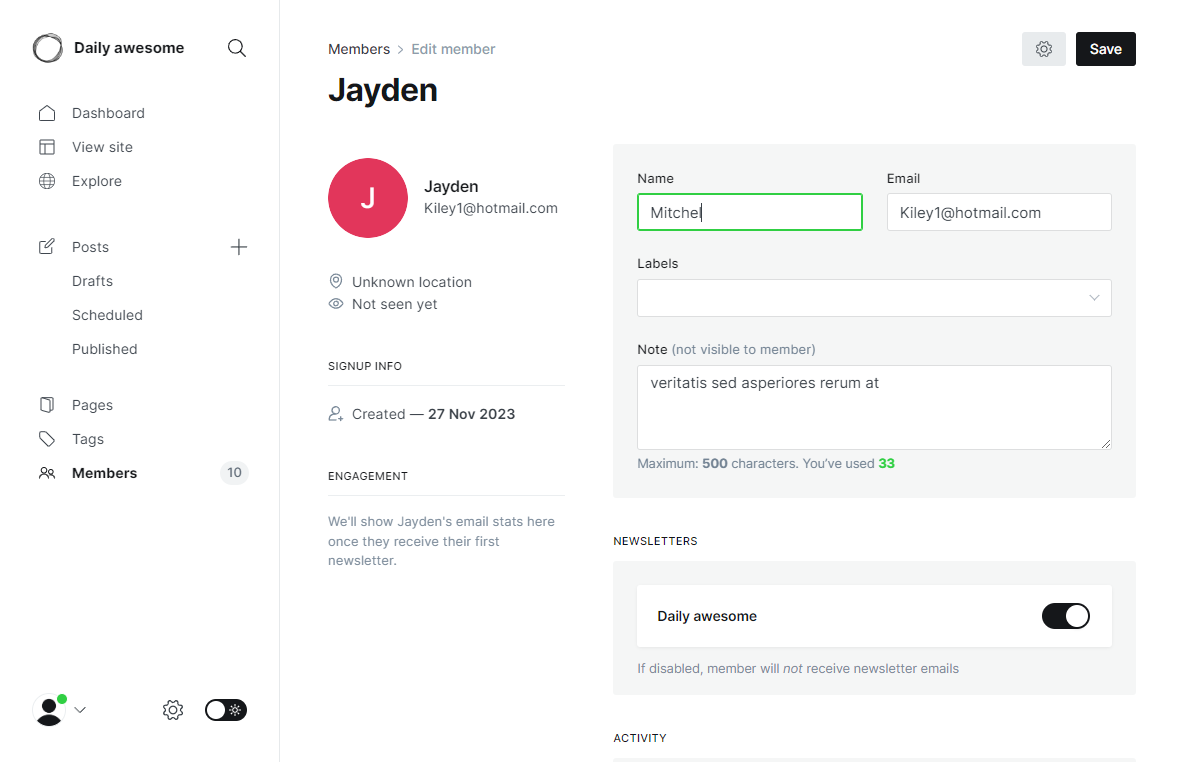 Daily awesome
Dashboard
View site
Explore
Posts
Drafts
Scheduled
Published
Pages
Tags
Members 10
Members > Edit member
Save
Jayden
J
Jayden
Kiley1@hotmail.com
Unknown location
Not seen yet
SIGNUP INFO
Created — 27 Nov 2023
ENGAGEMENT
We'll show Jayden's email stats here
once they receive their first
newsletter.
Name Email
Mitchel Kiley1@hotmail.com
Labels
Note (not visible to member)
veritatis sed asperiores rerum at
Maximum: 500 characters. You've used 33
NEWSLETTERS
Daily awesome
If disabled, member will not receive newsletter emails
ACTIVITY